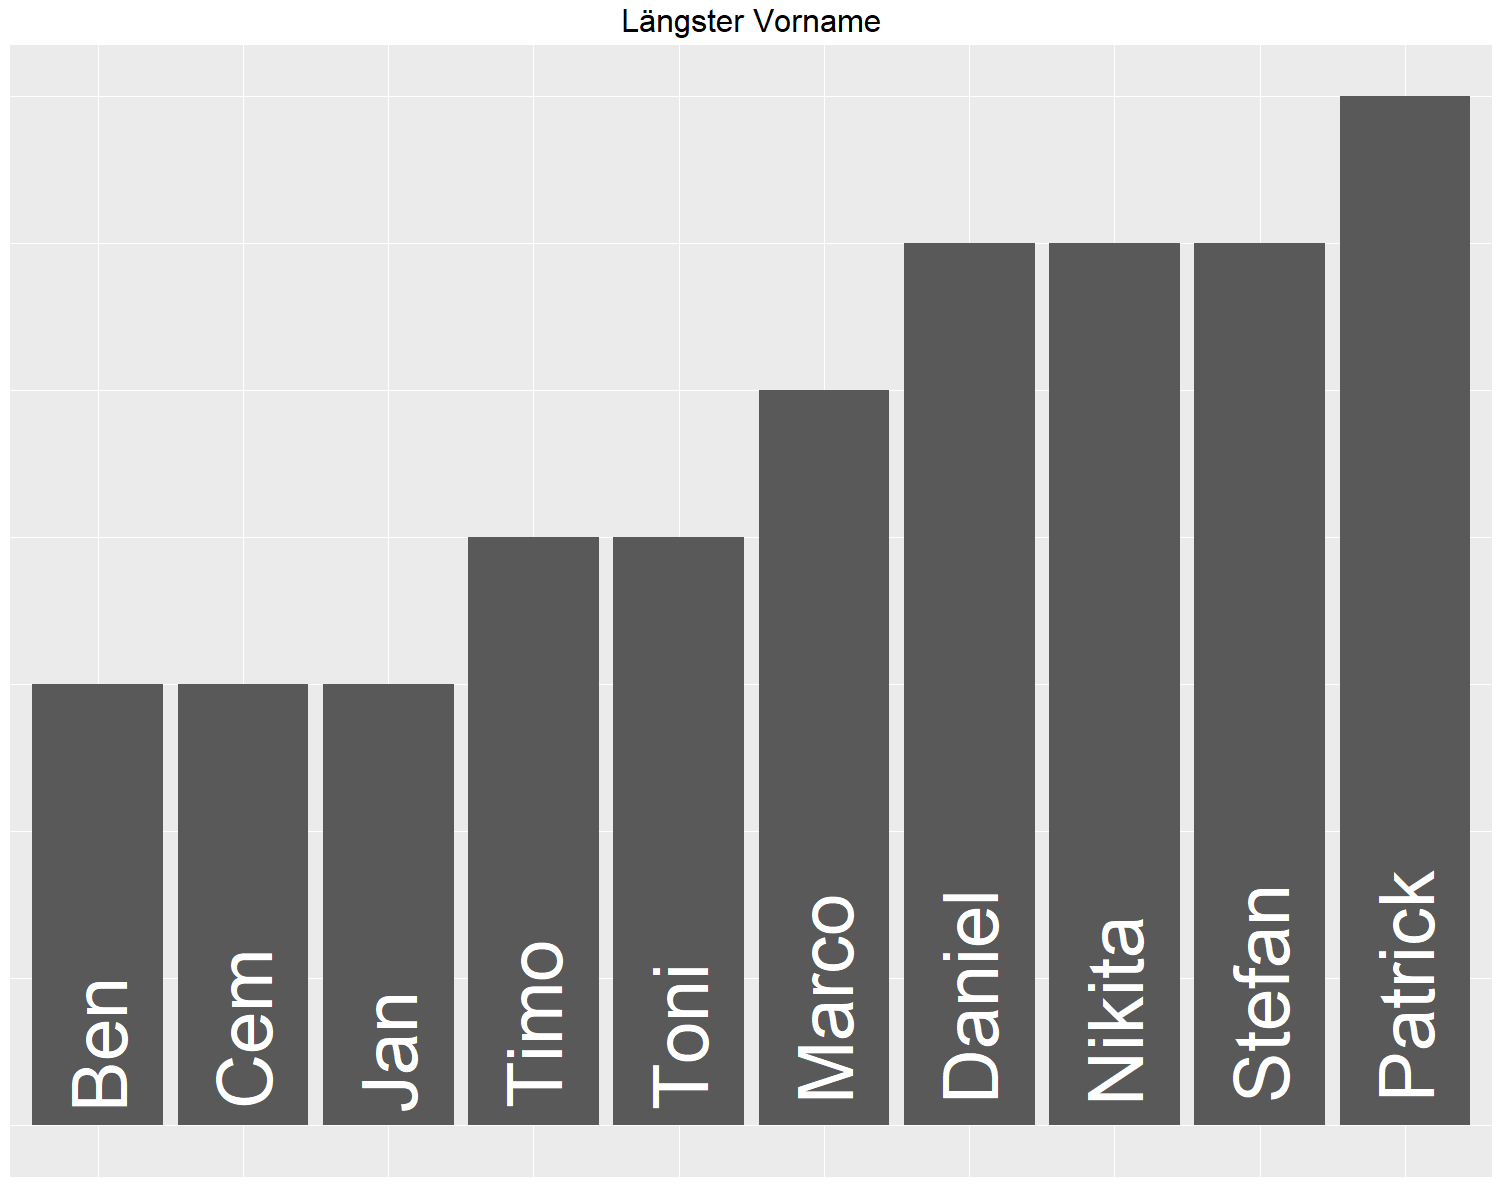 Längster Vorname
Ben
Cem
Jan
Timo
Toni
Marco
Daniel
Nikita
Stefan
Patrick